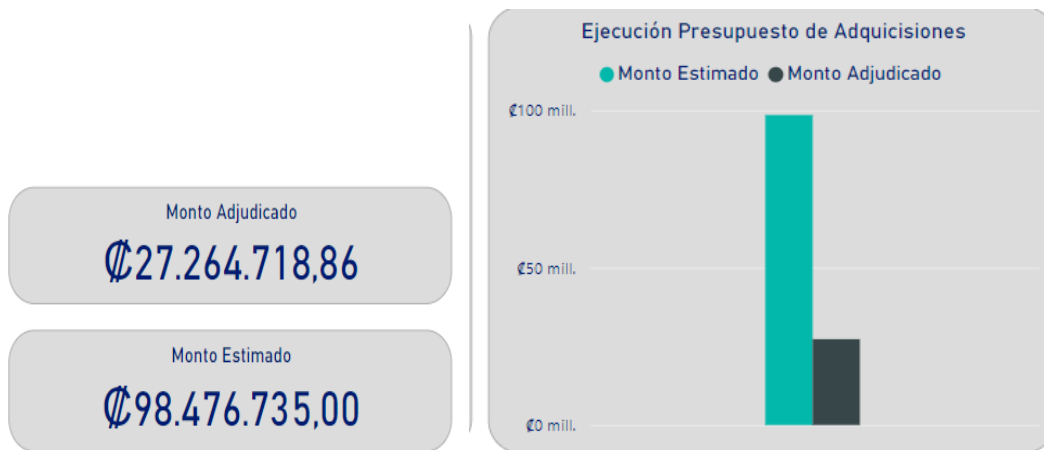 Monto Adjudicado
₡27.264.718,86
Monto Estimado
₡98.476.735,00
Ejecución Presupuesto de Adquicisiones
Monto Estimado Monto Adjudicado
₡100 mill.
₡50 mill.
₡0 mill.